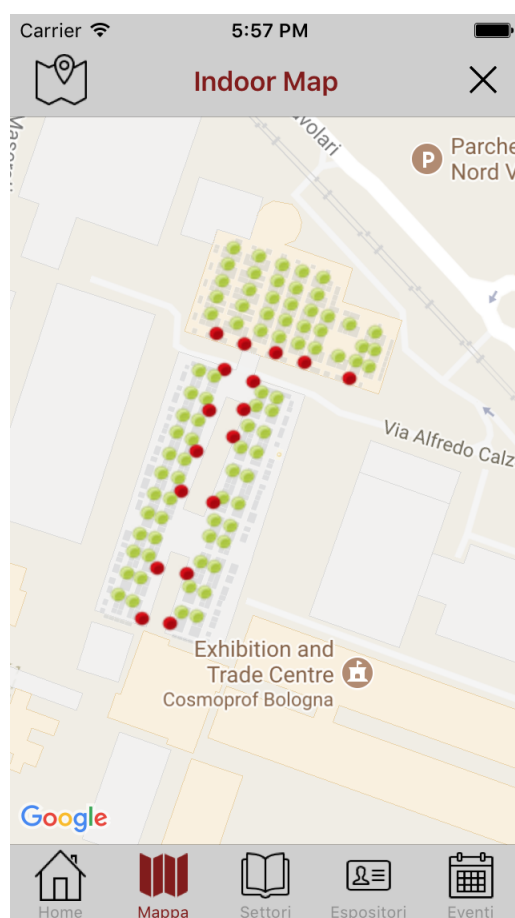 Carrier 5:57 PM
Indoor Map
P Parche
Nord V
Via Alfredo Calz
Exhibition and
Trade Centre
Cosmoprof Bologna
Google
Home Mappa Settori Espositori Eventi